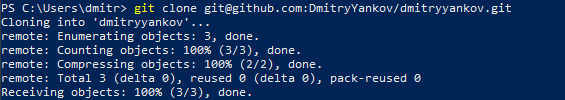 PS C:\Users\dmitr> git clone git@github.com:DmitryYankov/dmitryyankov.git
Cloning into 'dmitryyankov'...
remote: Enumerating objects: 3, done.
remote: Counting objects: 100% (3/3), done.
remote: Compressing objects: 100% (2/2), done.
remote: Total 3 (delta 0), reused 0 (delta 0), pack-reused 0
Receiving objects: 100% (3/3), done.